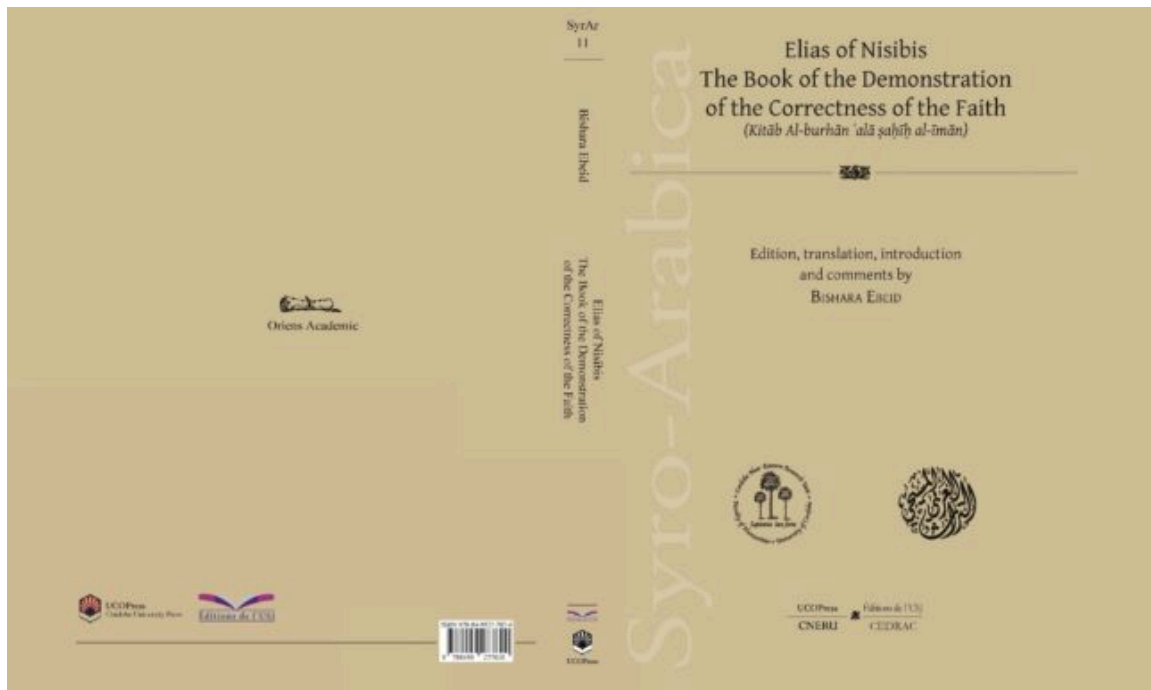 Oriens Academic
UCOPress
Cordoba University Press
Éditions de l'USJ
SyrAr
11
Bishara Ebeid
Elias of Nisibis
The Book of the Demonstration
of the Correctness of the Faith
UCOPress
Syro-Arabica
Elias of Nisibis
The Book of the Demonstration
of the Correctness of the Faith
(Kitāb Al-burhān ʿalā ṣaḥīḥ al-īmān)
Edition, translation, introduction
and comments by
BISHARA EBEID
UCOPress
CNERU
Éditions de l'USJ
CEDRAC